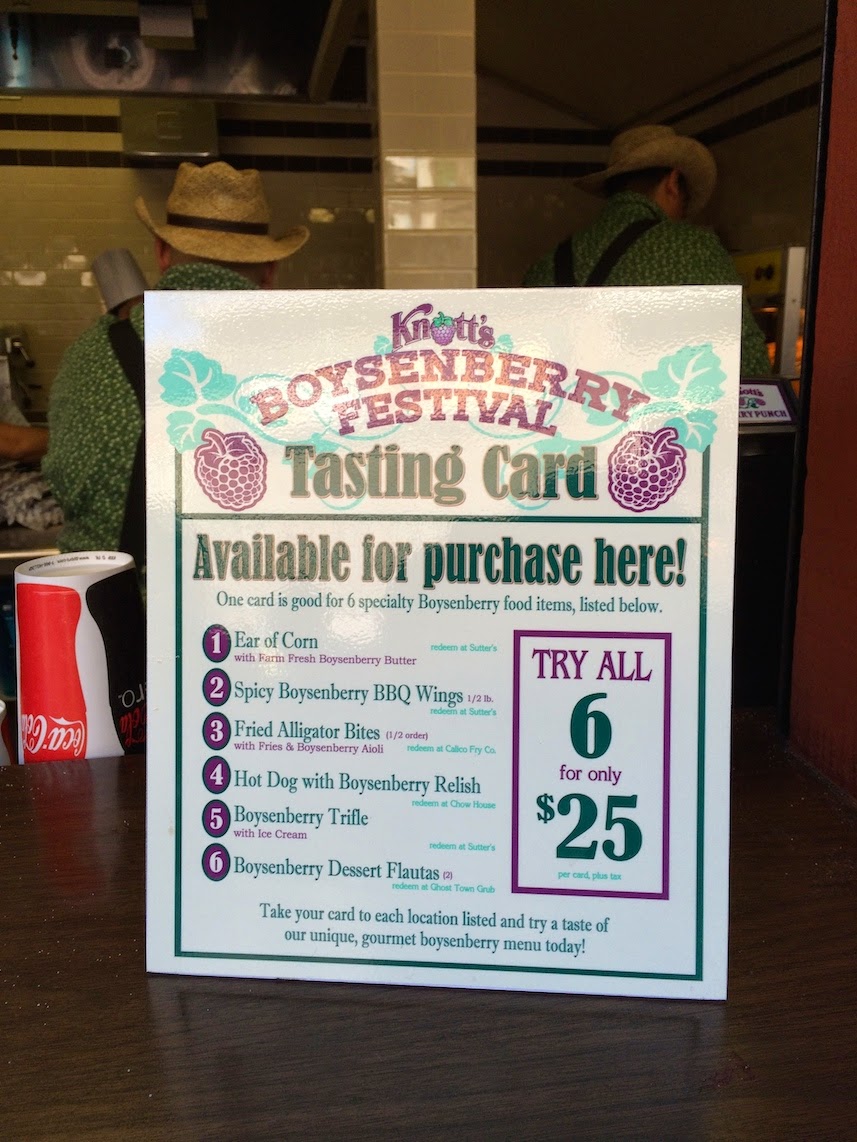 Knott's
BOYSENBERRY
FESTIVAL
Tasting Card
Available for purchase here!
One card is good for 6 specialty Boysenberry food items, listed below.
1 Ear of Corn
with Farm Fresh Boysenberry Butter
redeem at Sutter's
2 Spicy Boysenberry BBQ Wings 1/2 lb.
redeem at Sutter's
3 Fried Alligator Bites (1/2 order)
with Fries & Boysenberry Aioli redeem at Calico Fry Co.
4 Hot Dog with Boysenberry Relish
redeem at Chow House
5 Boysenberry Trifle
with Ice Cream
redeem at Sutter's
6 Boysenberry Dessert Flautas (2)
redeem at Ghost Town Grub
TRY ALL
6
for only
$25
per card, plus tax
Take your card to each location listed and try a taste of
our unique, gourmet boysenberry menu today!
Coca-Cola
PUNCH